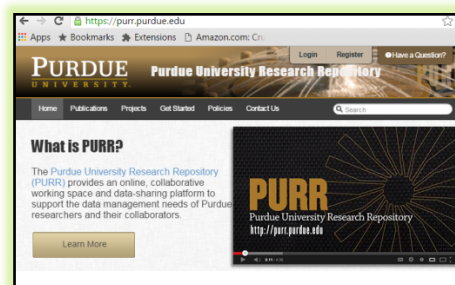 https://purr.purdue.edu
Apps Bookmarks Extensions Amazon.com: Cn
Login Register Have a Question?
PURDUE
UNIVERSITY
Purdue University Research Repository
Home Publications Projects Get Started Policies Contact Us Search
What is PURR?
The Purdue University Research Repository
(PURR) provides an online, collaborative
working space and data-sharing platform to
support the data management needs of Purdue
researchers and their collaborators.
Learn More
PURR
Purdue University Research Repository
http://purr.purdue.edu